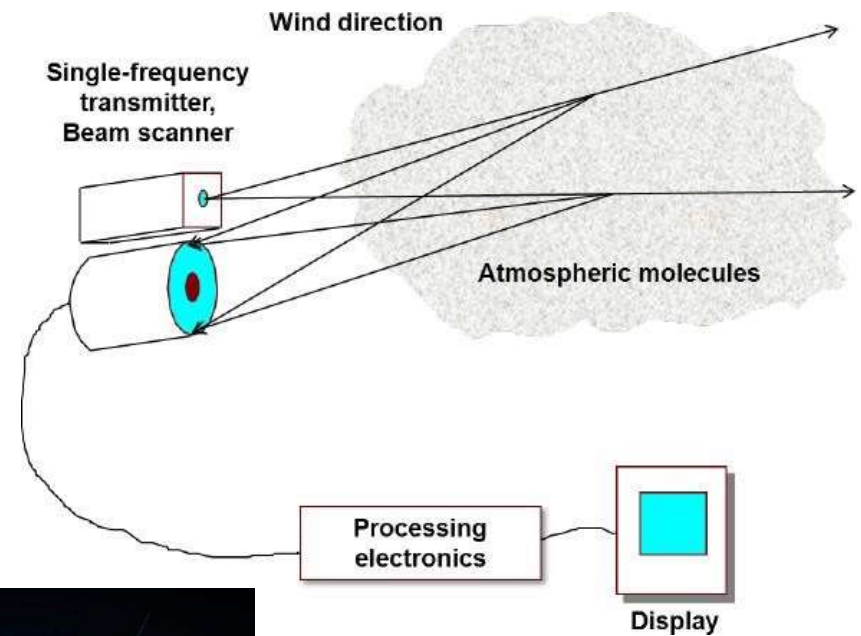 Wind direction
Single-frequency
transmitter,
Beam scanner
Atmospheric molecules
Processing
electronics
Display